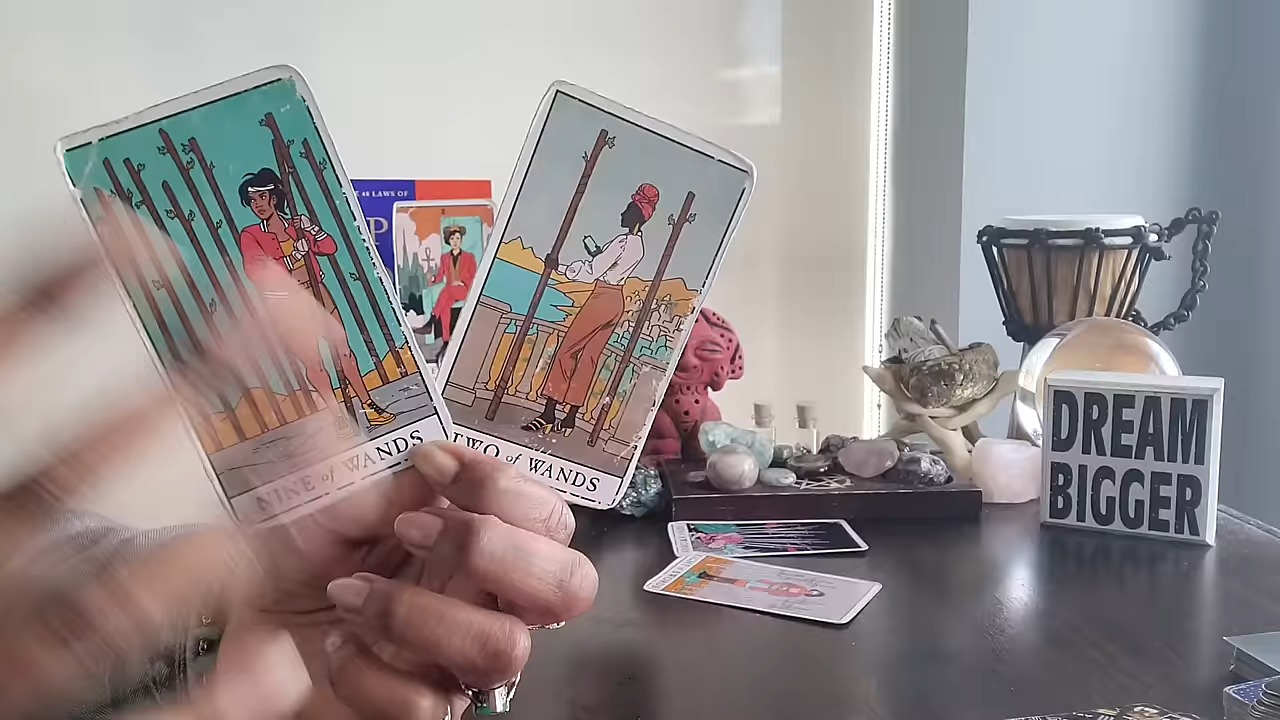 NINE of WANDS
TWO of WANDS
48 LAWS OF
P
DREAM
BIGGER